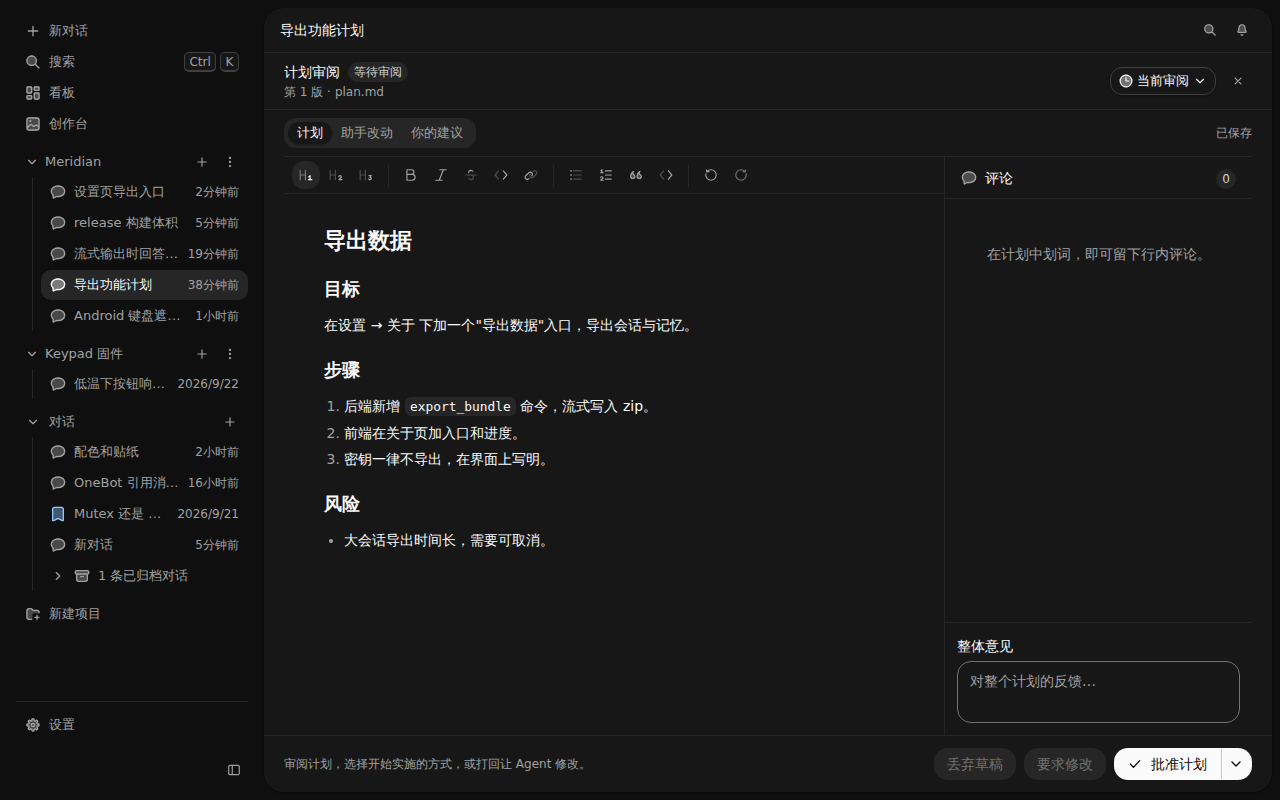 新对话
搜索 Ctrl K
看板
创作台
Meridian
设置页导出入口 2分钟前
release 构建体积 5分钟前
流式输出时回答… 19分钟前
导出功能计划 38分钟前
Android 键盘遮… 1小时前
Keypad 固件
低温下按钮响… 2026/9/22
对话
配色和贴纸 2小时前
OneBot 引用消… 16小时前
Mutex 还是 … 2026/9/21
新对话 5分钟前
1 条已归档对话
新建项目
设置
导出功能计划
计划审阅 等待审阅
第 1 版 · plan.md
当前审阅
计划 助手改动 你的建议
已保存
H1 H2 H3 B I S
导出数据
目标
在设置 → 关于 下加一个"导出数据"入口，导出会话与记忆。
步骤
1. 后端新增 export_bundle 命令，流式写入 zip。
2. 前端在关于页加入口和进度。
3. 密钥一律不导出，在界面上写明。
风险
• 大会话导出时间长，需要可取消。
评论 0
在计划中划词，即可留下行内评论。
整体意见
对整个计划的反馈…
审阅计划，选择开始实施的方式，或打回让 Agent 修改。
丢弃草稿 要求修改 批准计划